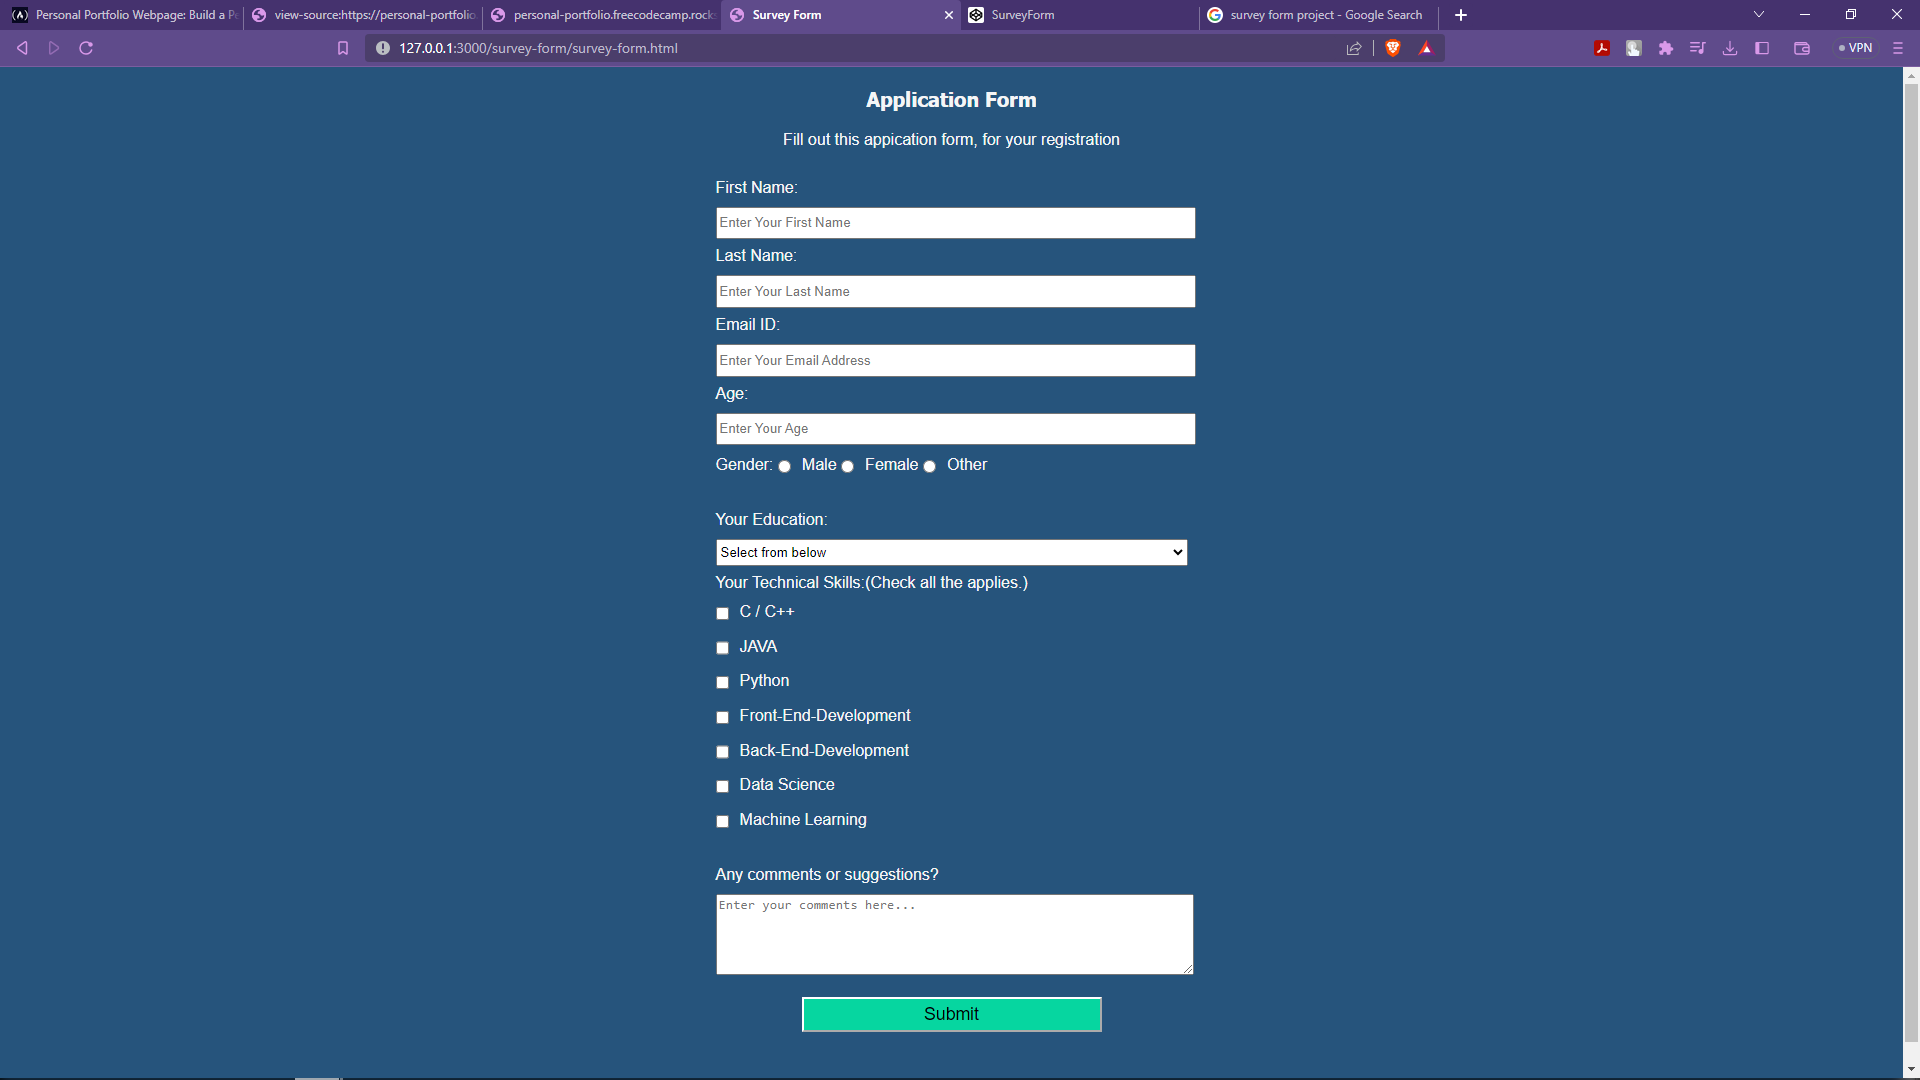 Personal Portfolio Webpage: Build a Pe
view-source:https://personal-portfolio.
personal-portfolio.freecodecamp.rocks
Survey Form
SurveyForm
survey form project - Google Search
127.0.0.1:3000/survey-form/survey-form.html
VPN
Application Form
Fill out this appication form, for your registration
First Name:
Enter Your First Name
Last Name:
Enter Your Last Name
Email ID:
Enter Your Email Address
Age:
Enter Your Age
Gender: Male Female Other
Your Education:
Select from below
Your Technical Skills:(Check all the applies.)
C / C++
JAVA
Python
Front-End-Development
Back-End-Development
Data Science
Machine Learning
Any comments or suggestions?
Enter your comments here...
Submit